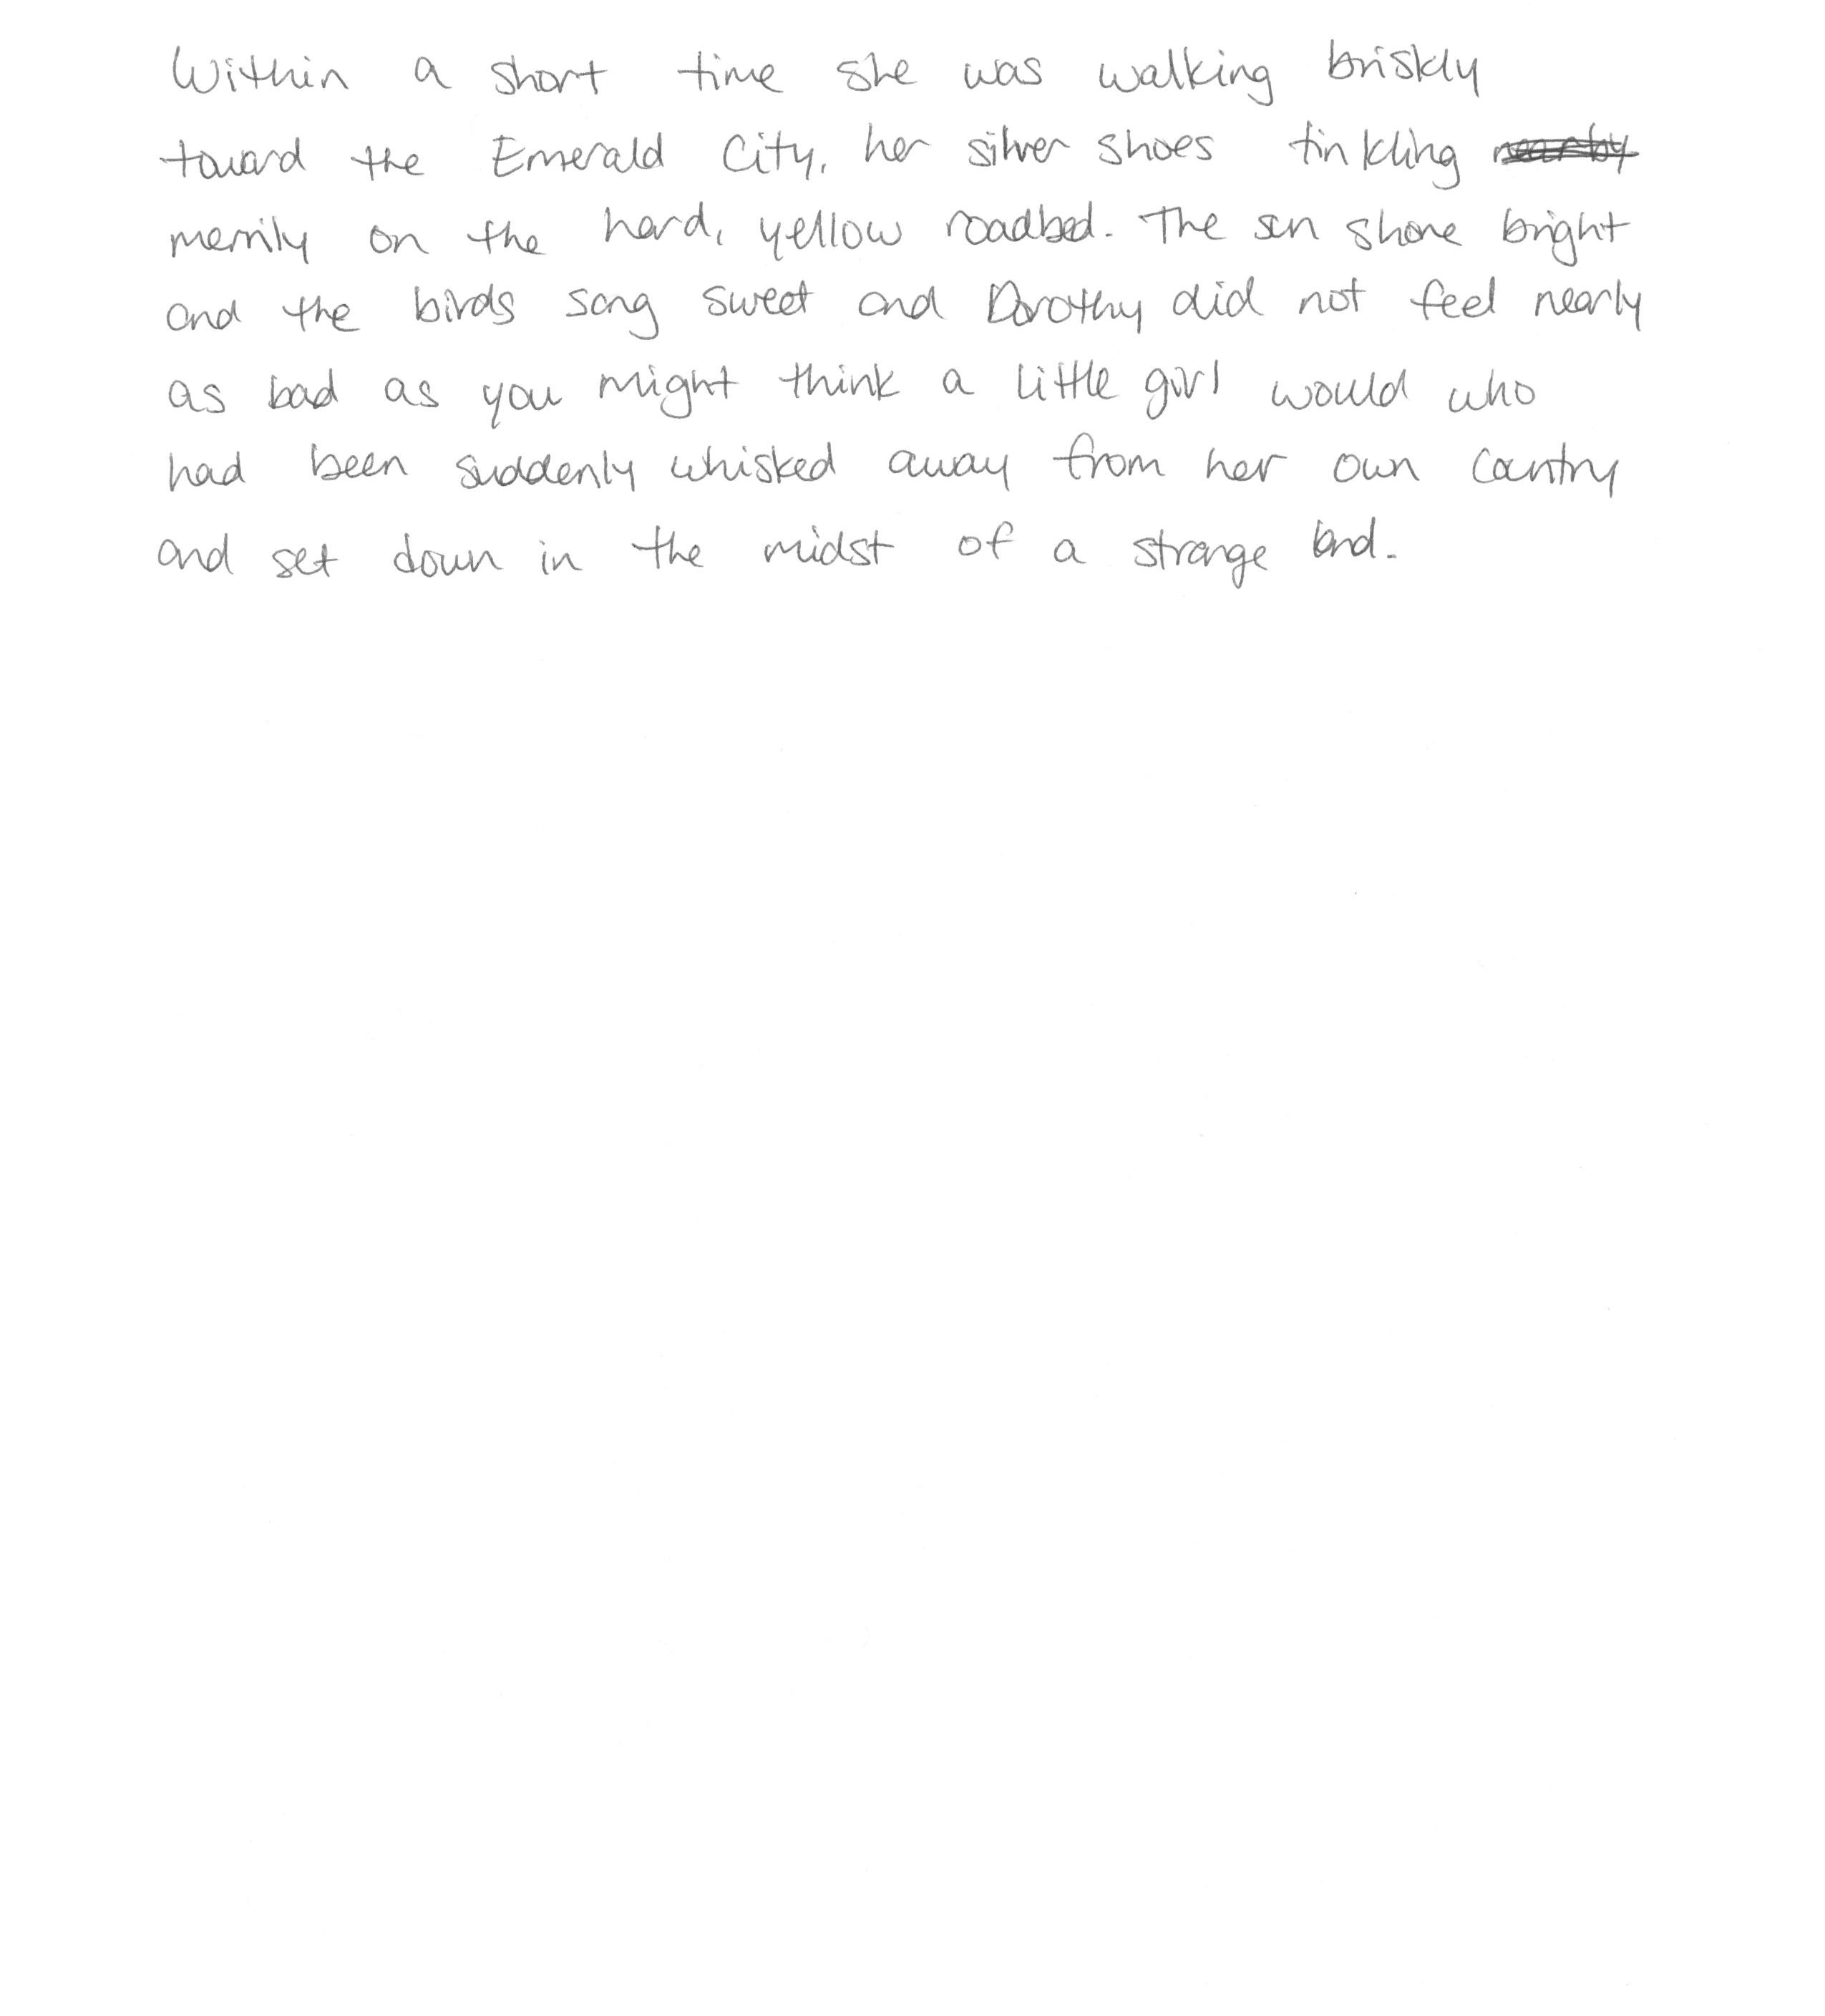 Within a short time she was walking briskly
toward the Emerald City, her silver shoes tinkling
merrily on the hard, yellow roadbed. The sun shone bright
and the birds sang sweet and Dorothy did not feel nearly
as bad as you might think a little girl would who
had been suddenly whisked away from her own country
and set down in the midst of a strange land.